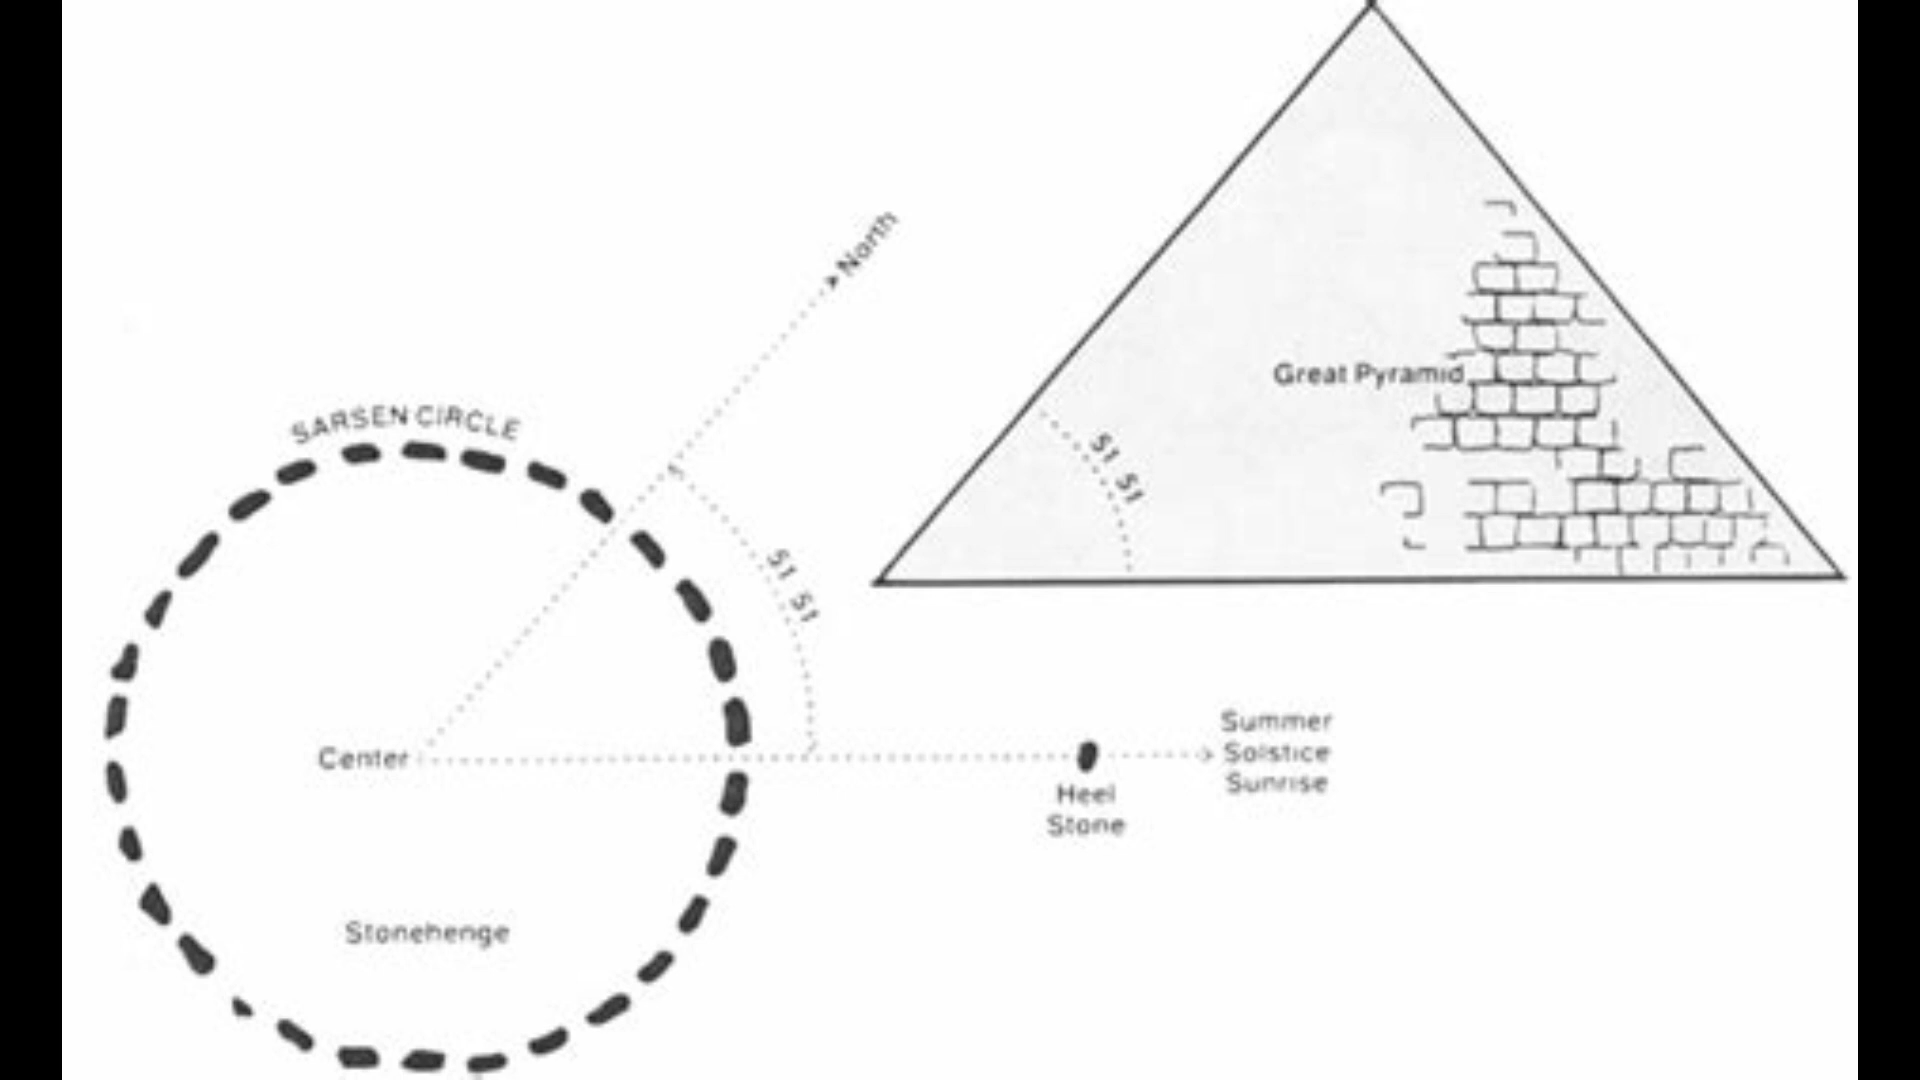 North
SARSEN CIRCLE
51 51
Great Pyramid
51 51
Center
Summer
Solstice
Sunrise
Heel
Stone
Stonehenge